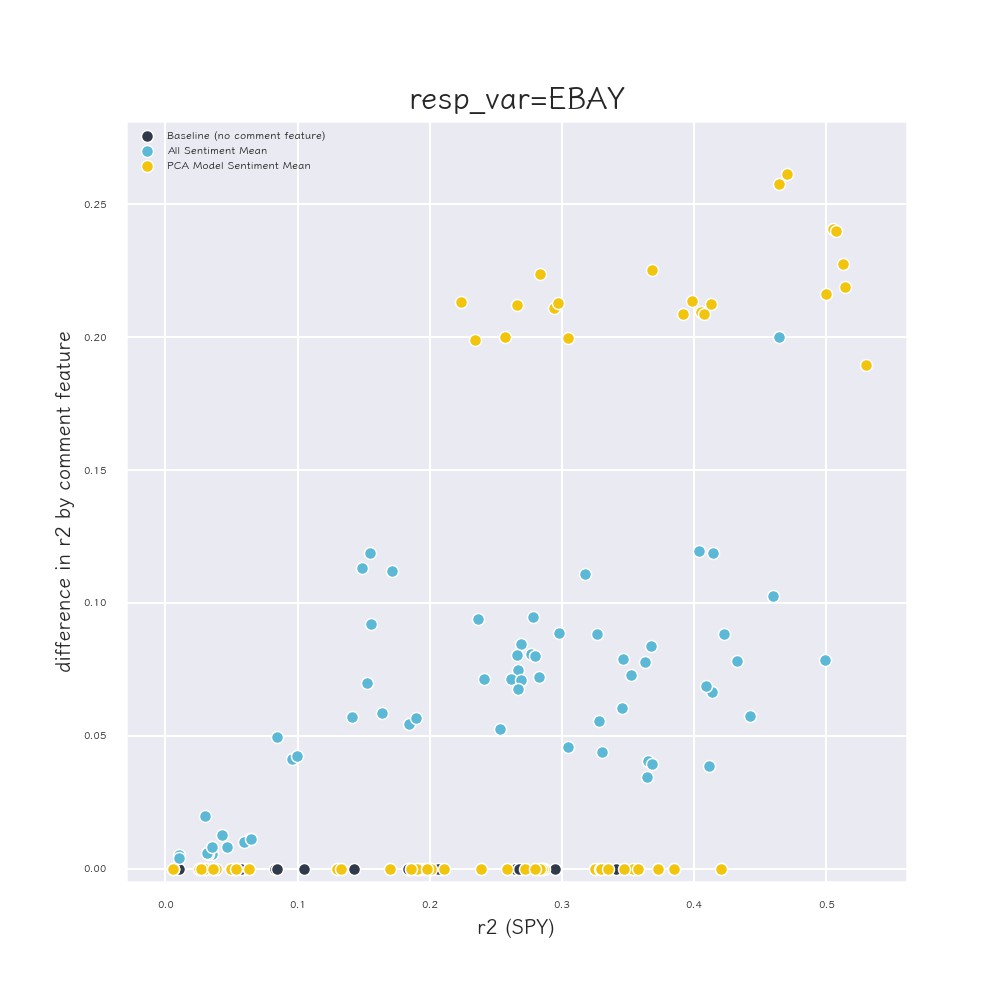 resp_var=EBAY
Baseline (no comment feature)
All Sentiment Mean
PCA Model Sentiment Mean
difference in r2 by comment feature
0.25
0.20
0.15
0.10
0.05
0.00
0.0 0.1 0.2 0.3 0.4 0.5
r2 (SPY)